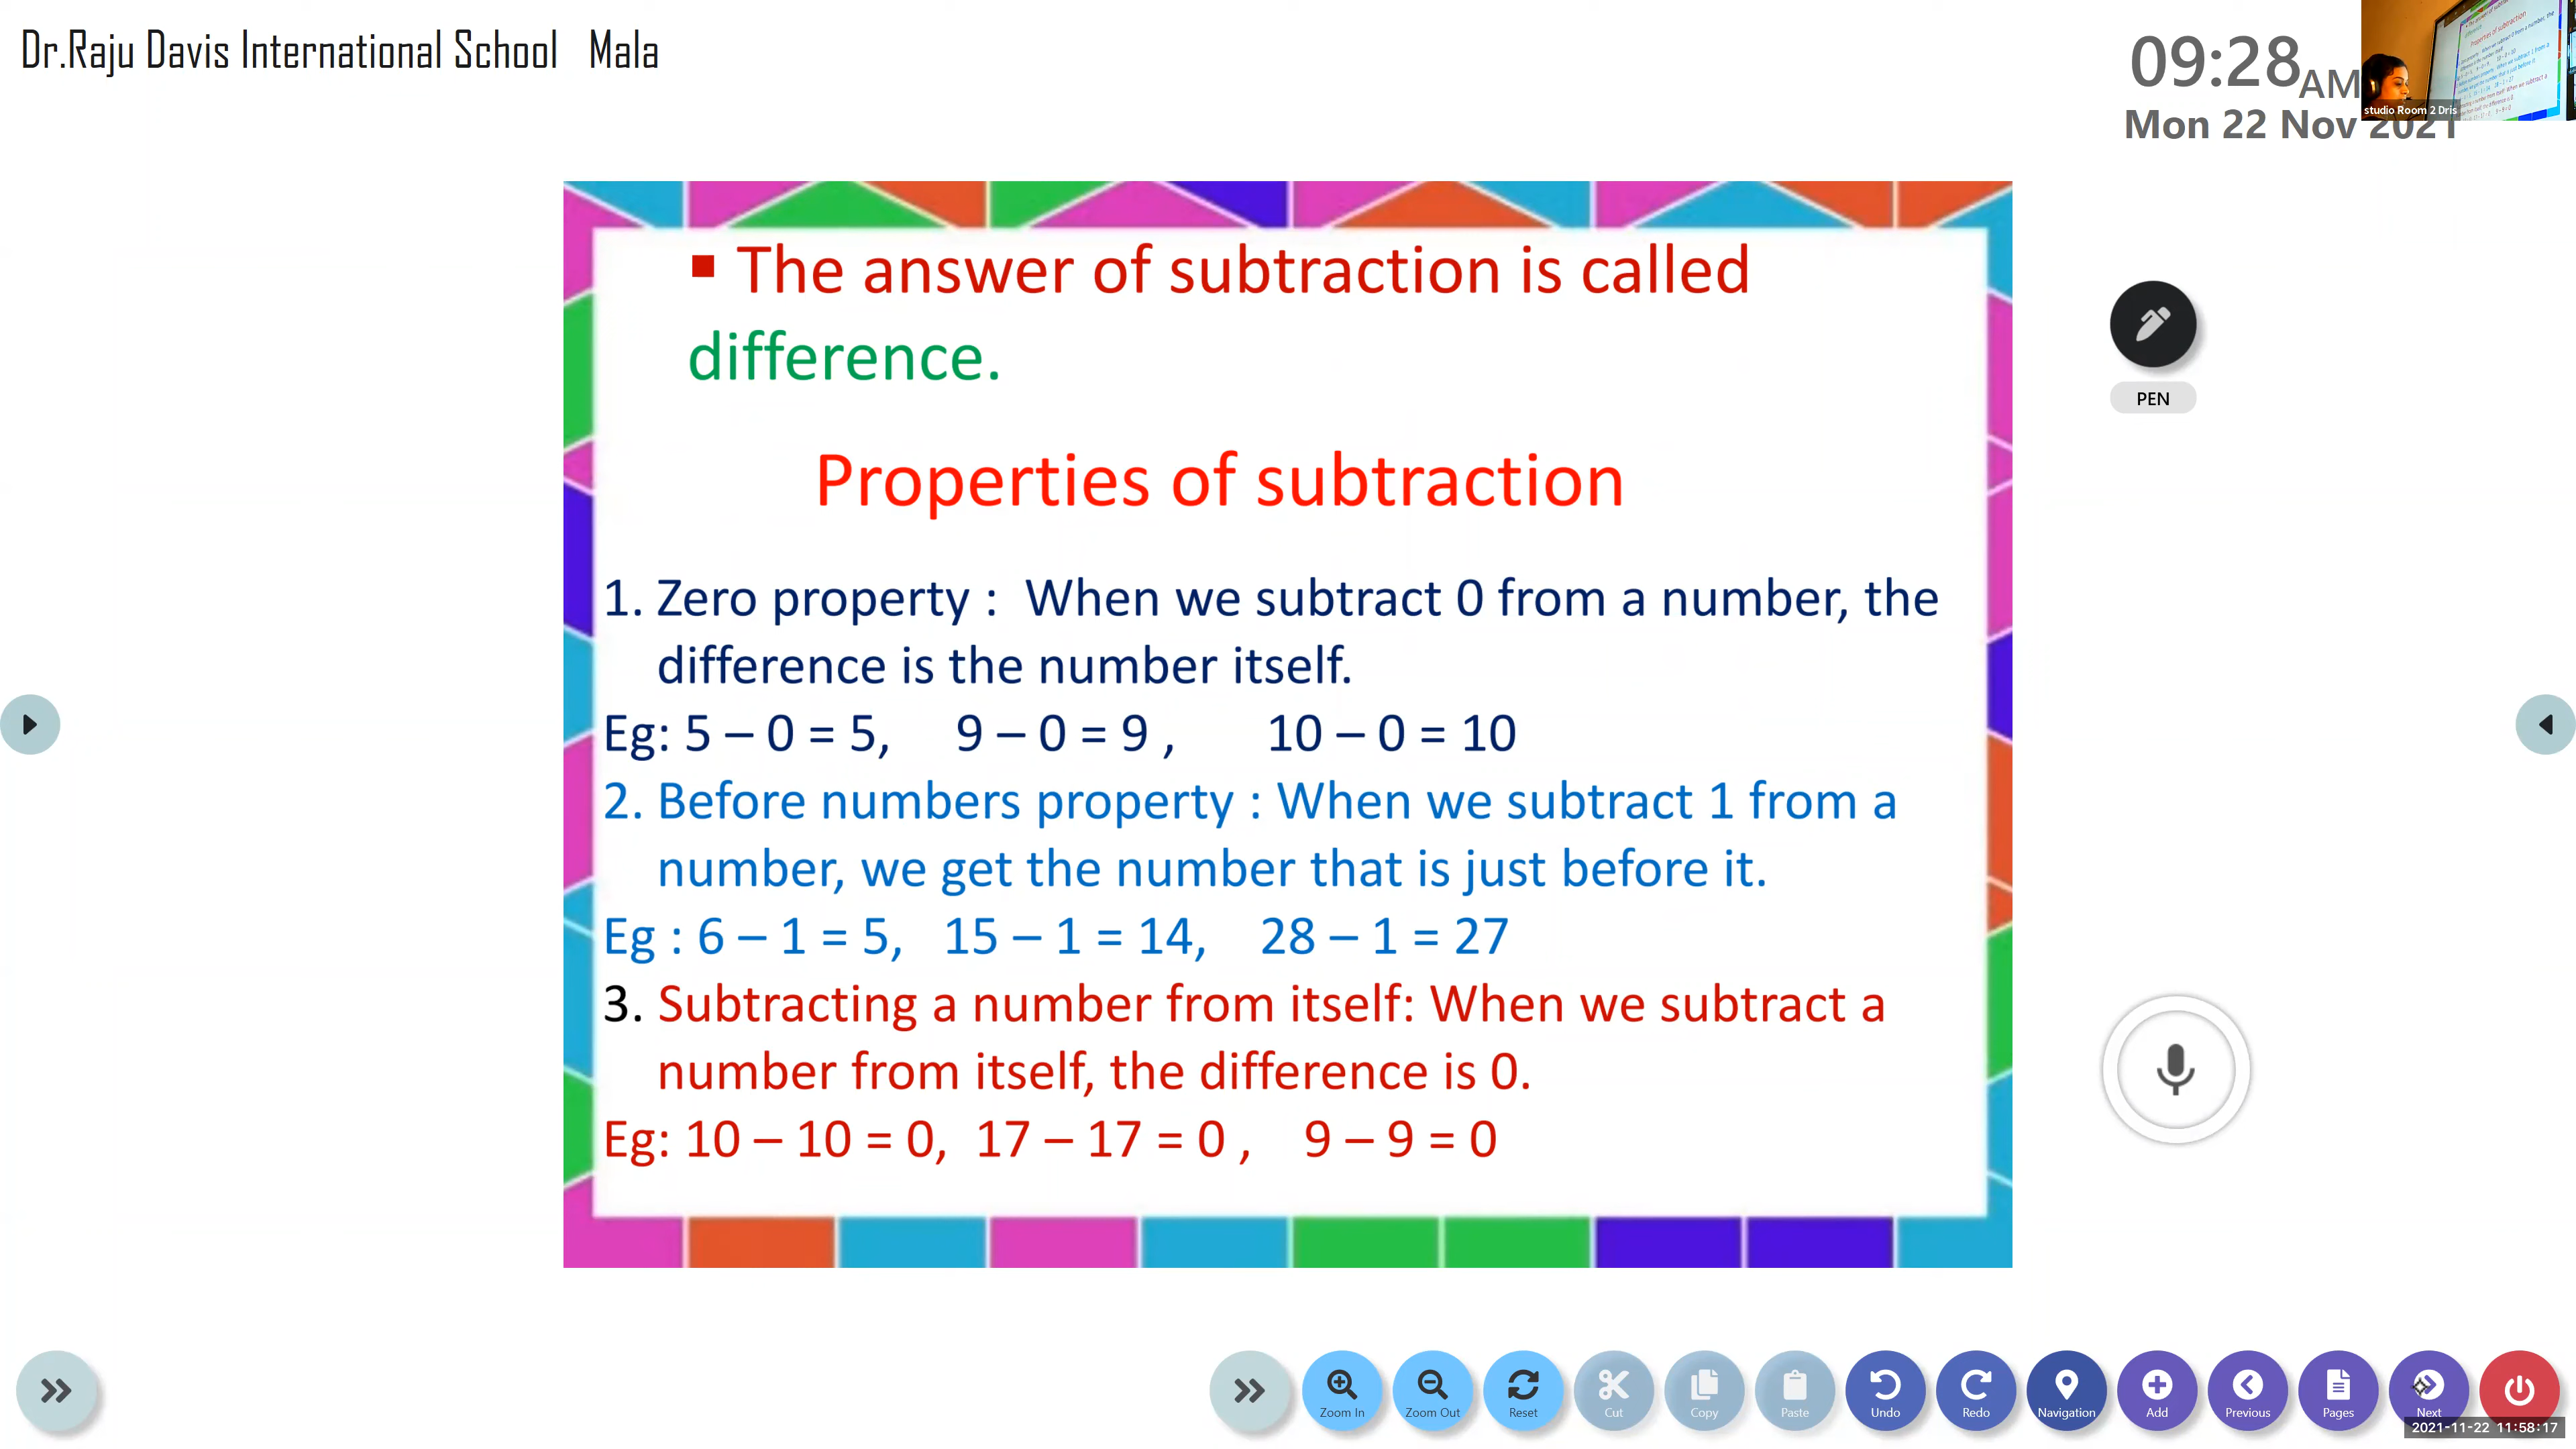 Dr.Raju Davis International School Mala
09:28 AM
Mon 22 Nov 2021
studio Room 2 Dris
▪ The answer of subtraction is called
difference.
Properties of subtraction
1. Zero property : When we subtract 0 from a number, the
difference is the number itself.
Eg: 5 – 0 = 5, 9 – 0 = 9 , 10 – 0 = 10
2. Before numbers property : When we subtract 1 from a
number, we get the number that is just before it.
Eg : 6 – 1 = 5, 15 – 1 = 14, 28 – 1 = 27
3. Subtracting a number from itself: When we subtract a
number from itself, the difference is 0.
Eg: 10 – 10 = 0, 17 – 17 = 0 , 9 – 9 = 0
PEN
Zoom In Zoom Out Reset Cut Copy Paste Undo Redo Navigation Add Previous Pages Next
2021-11-22 11:58:17